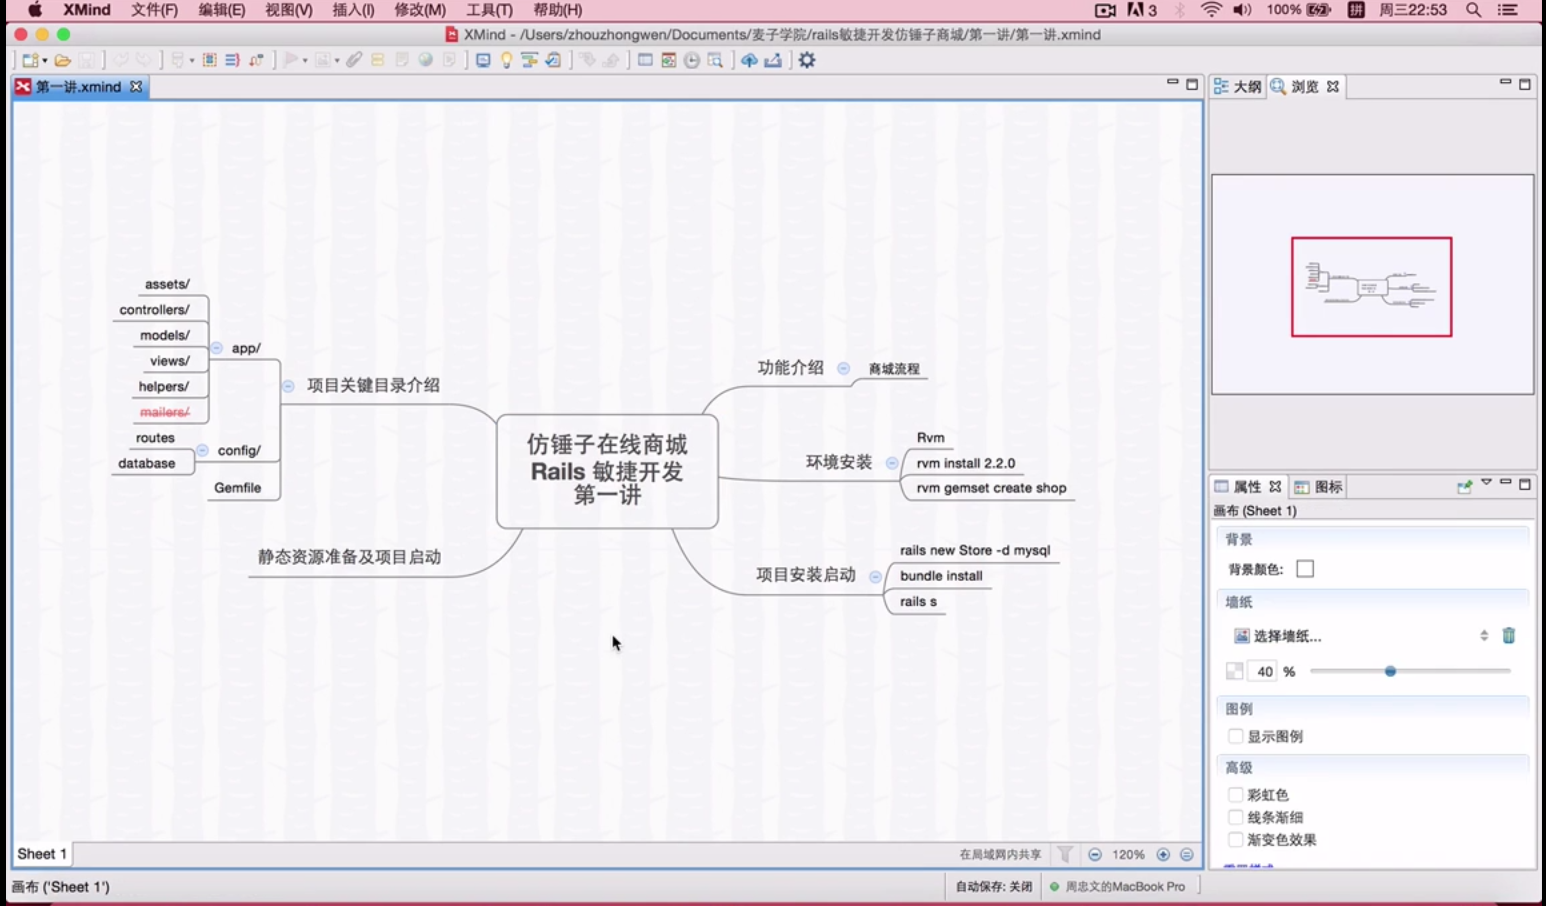 XMind 文件(F) 编辑(E) 视图(V) 插入(I) 修改(M) 工具(T) 帮助(H) 3 100% 拼 周三22:53
XMind - /Users/zhouzhongwen/Documents/麦子学院/rails敏捷开发仿锤子商城/第一讲/第一讲.xmind
第一讲.xmind
大纲 浏览
assets/
controllers/
models/
views/
helpers/
mailers/
app/
routes
database
config/
Gemfile
项目关键目录介绍
静态资源准备及项目启动
仿锤子在线商城
Rails 敏捷开发
第一讲
功能介绍
商城流程
环境安装
Rvm
rvm install 2.2.0
rvm gemset create shop
项目安装启动
rails new Store -d mysql
bundle install
rails s
属性 图标
画布 (Sheet 1)
背景
背景颜色:
墙纸
选择墙纸...
40 %
图例
显示图例
高级
彩虹色
线条渐细
渐变色效果
Sheet 1
在局域网内共享 120%
画布 ('Sheet 1')
自动保存: 关闭 周忠文的MacBook Pro